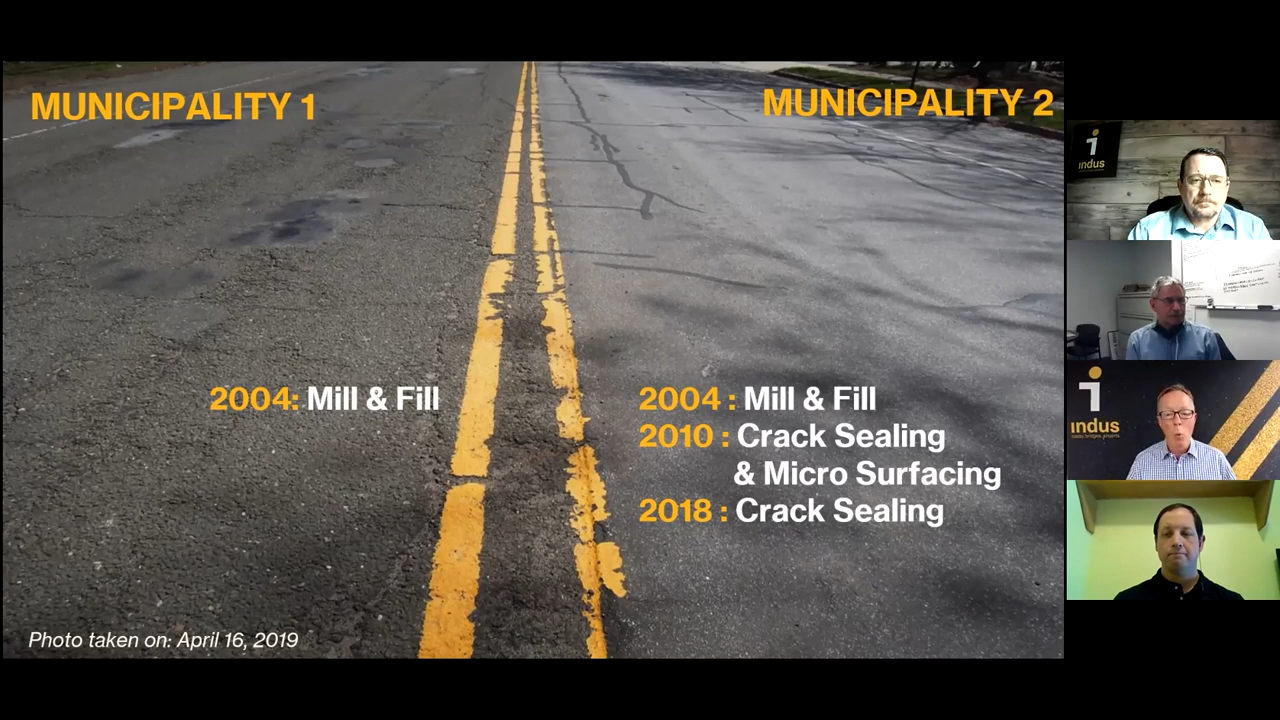 MUNICIPALITY 1
MUNICIPALITY 2
2004: Mill & Fill
2004 : Mill & Fill
2010 : Crack Sealing
& Micro Surfacing
2018 : Crack Sealing
Photo taken on: April 16, 2019
indus
indus